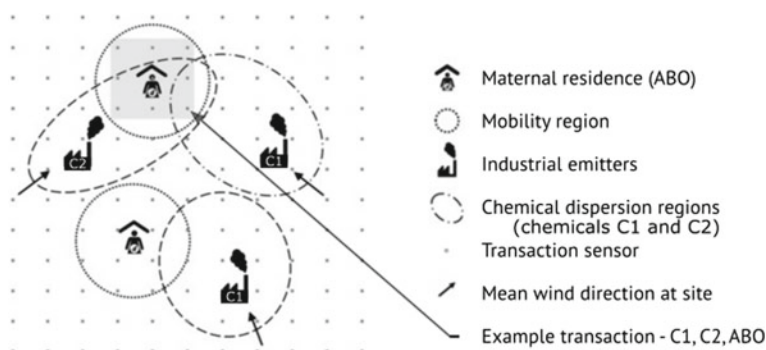 C2
C1
C1
Maternal residence (ABO)
Mobility region
Industrial emitters
Chemical dispersion regions
(chemicals C1 and C2)
Transaction sensor
Mean wind direction at site
Example transaction - C1, C2, ABO